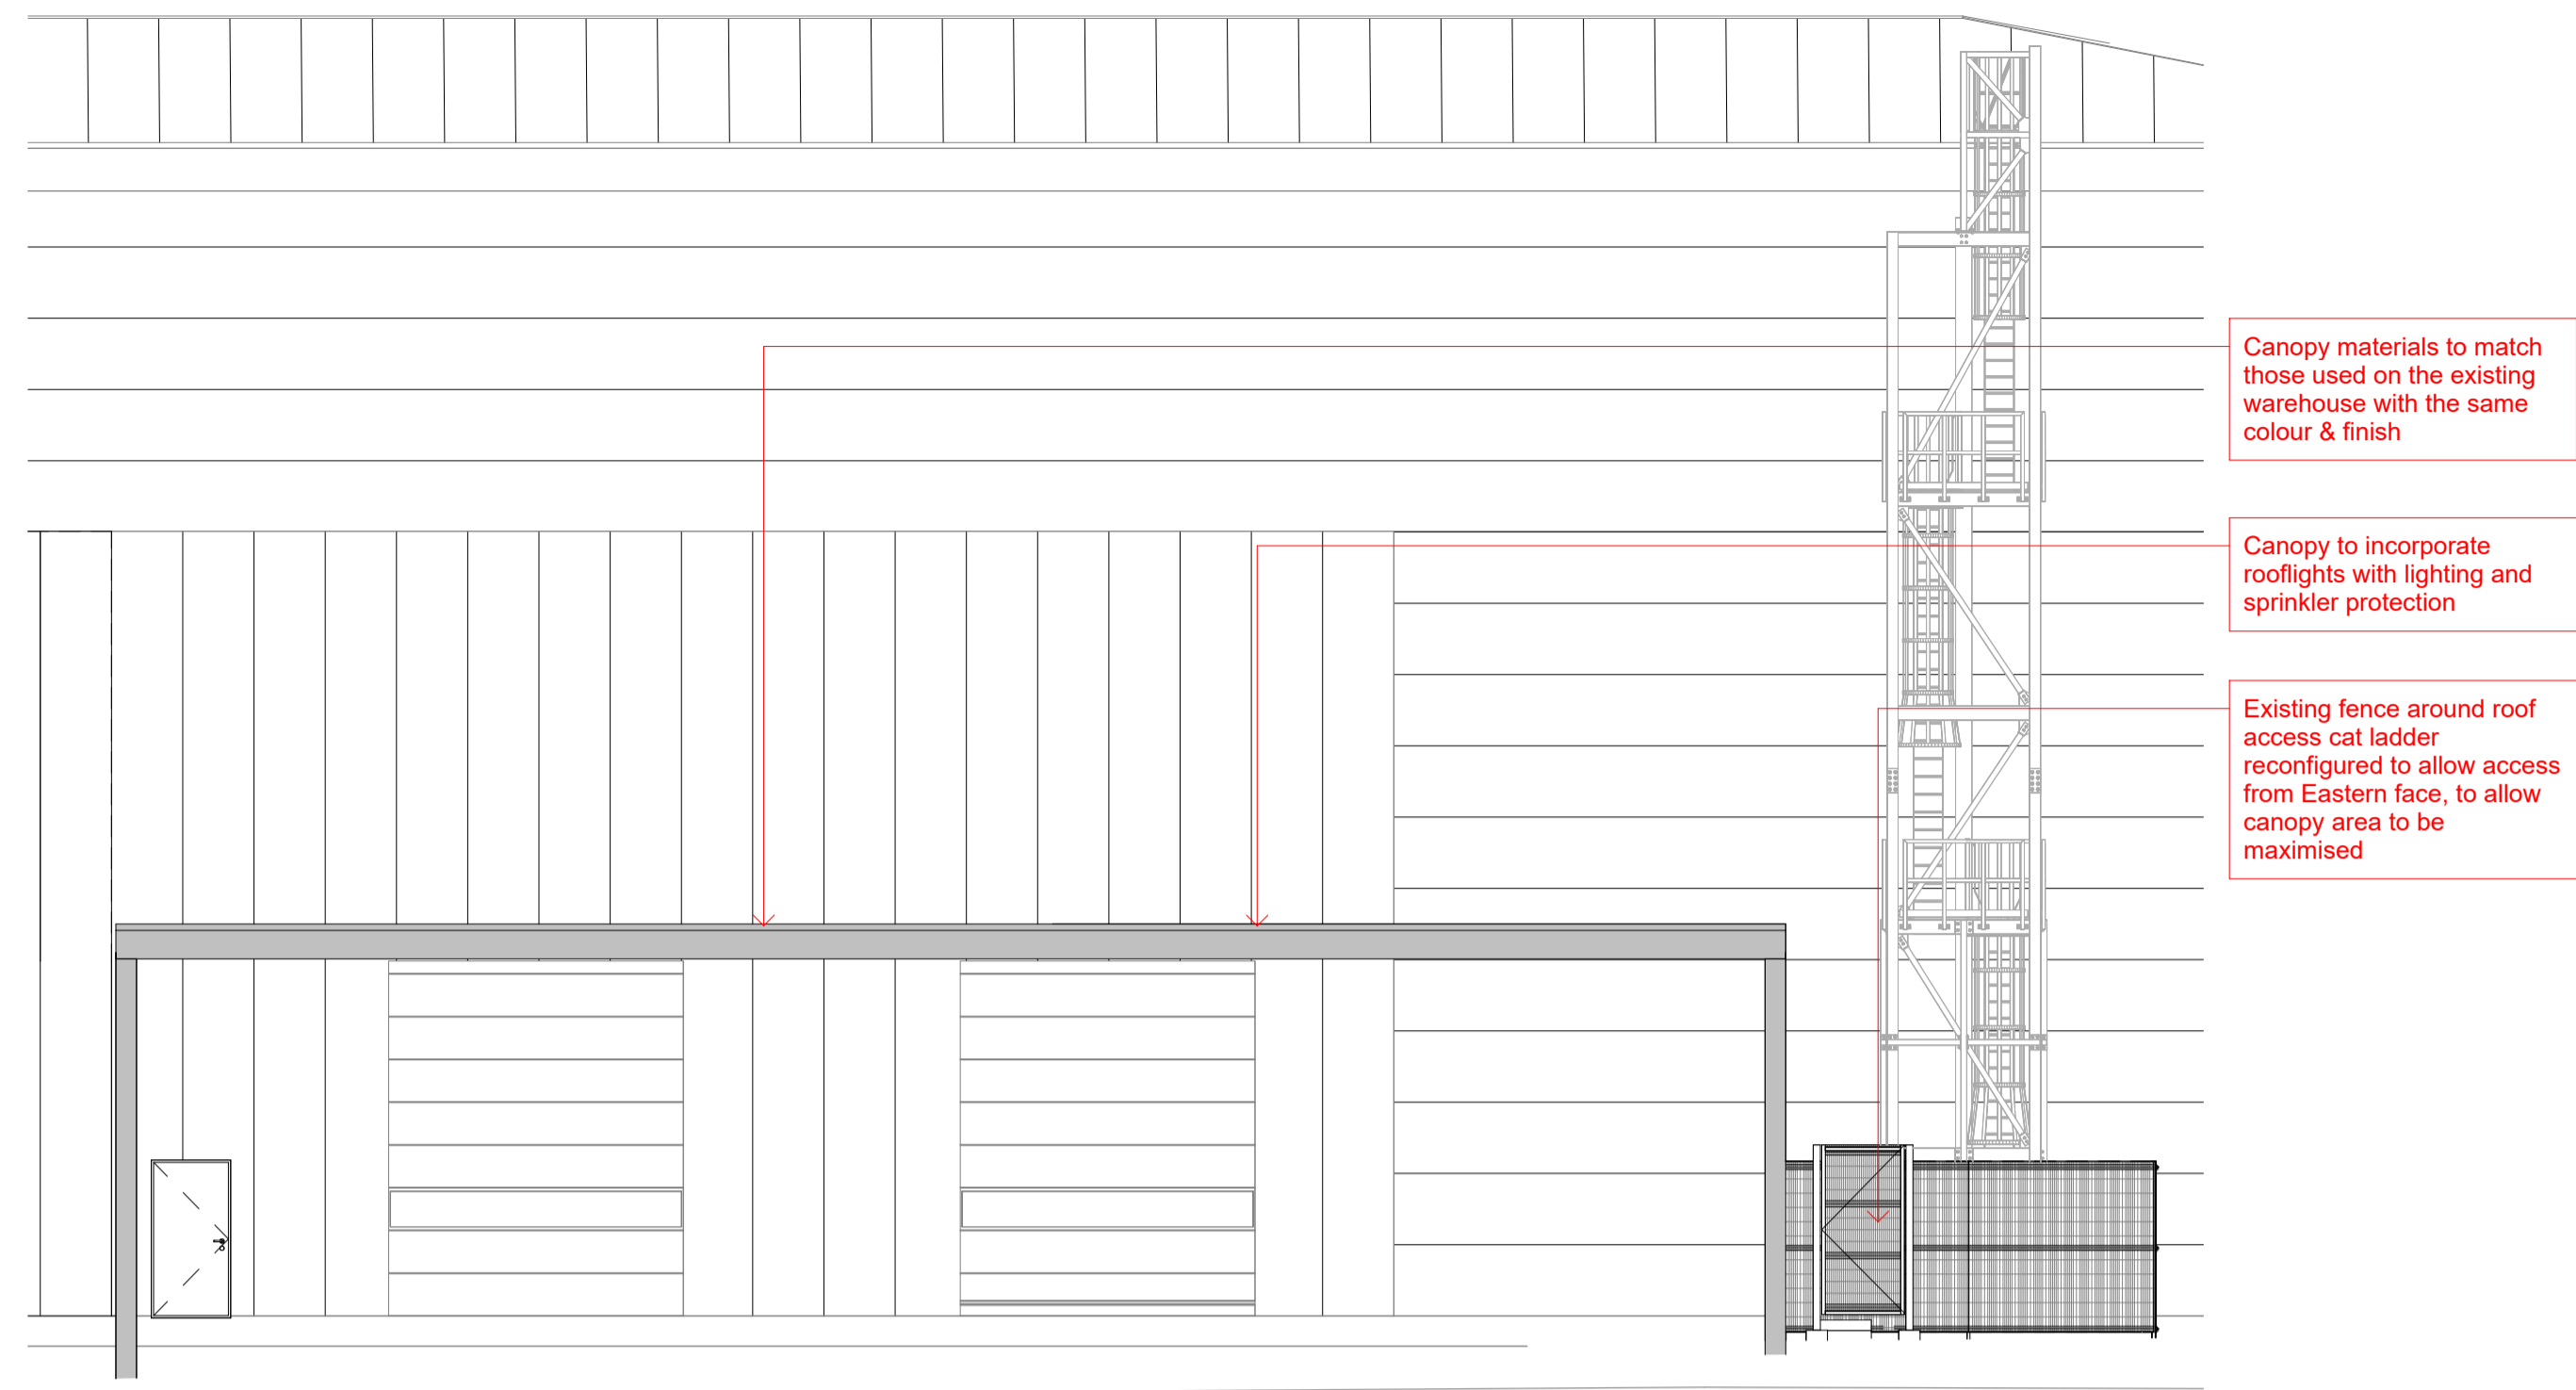 Canopy materials to match
those used on the existing
warehouse with the same
colour & finish
Canopy to incorporate
rooflights with lighting and
sprinkler protection
Existing fence around roof
access cat ladder
reconfigured to allow access
from Eastern face, to allow
canopy area to be
maximised